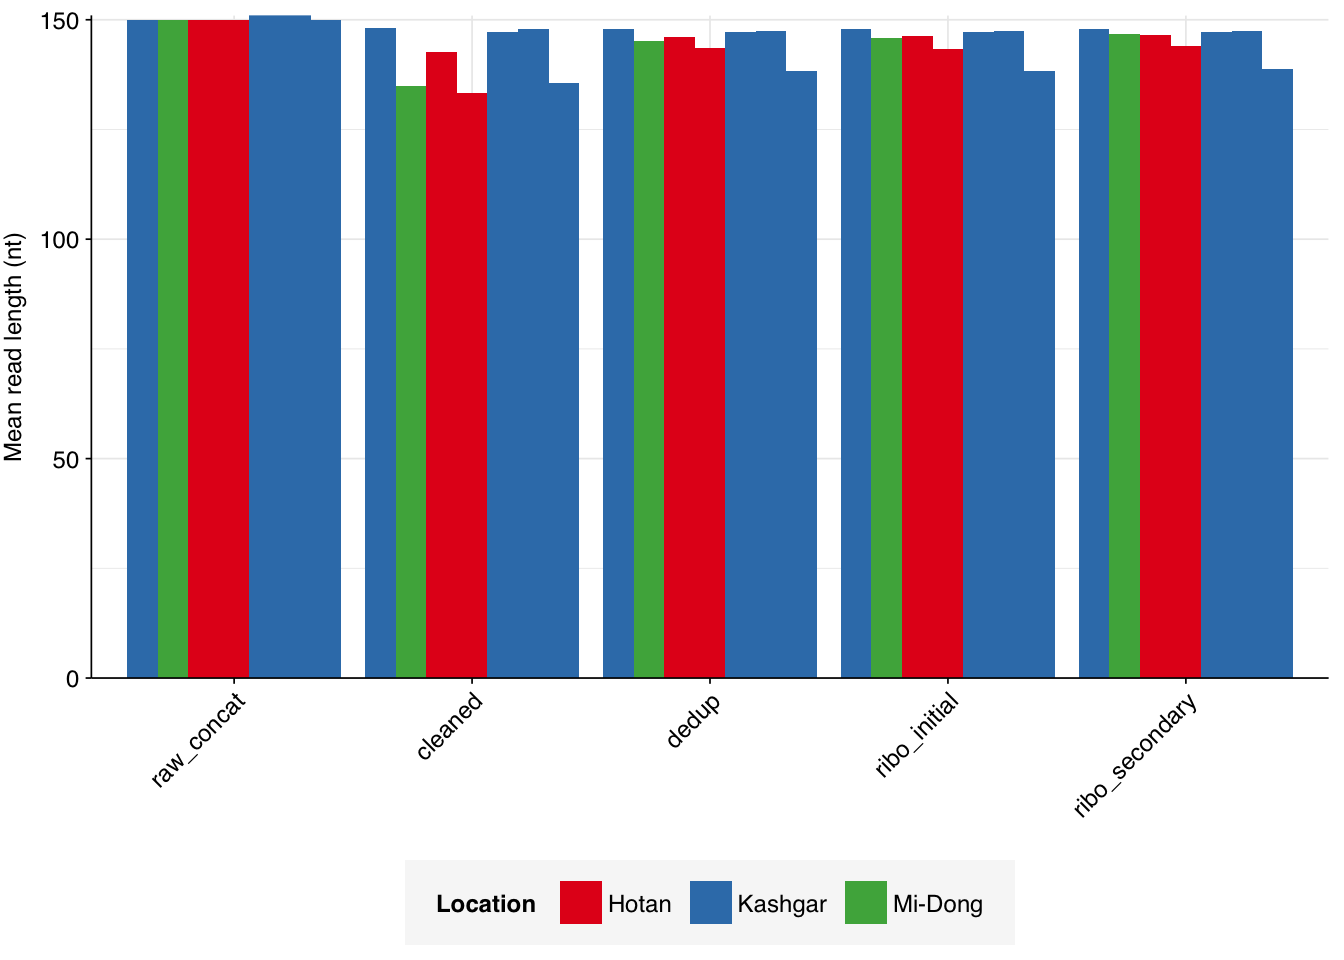 Mean read length (nt)
150
100
50
0
raw_concat
cleaned
dedup
ribo_initial
ribo_secondary
Location
Hotan
Kashgar
Mi-Dong